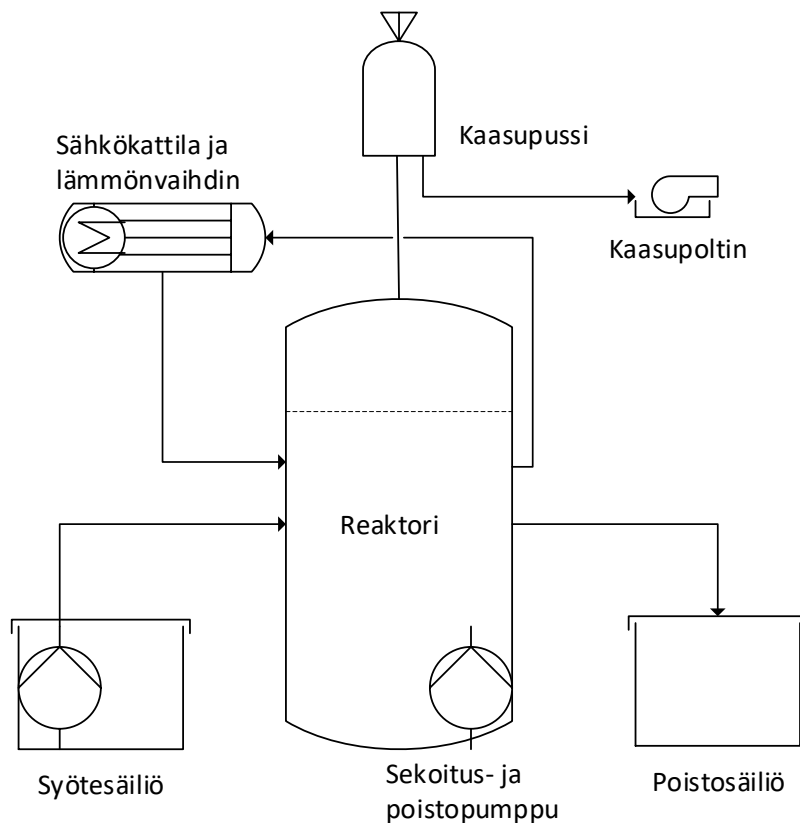 Kaasupussi
Sähkökattila ja
lämmönvaihdin
Kaasupoltin
Reaktori
Syötesäiliö
Sekoitus- ja
poistopumppu
Poistosäiliö